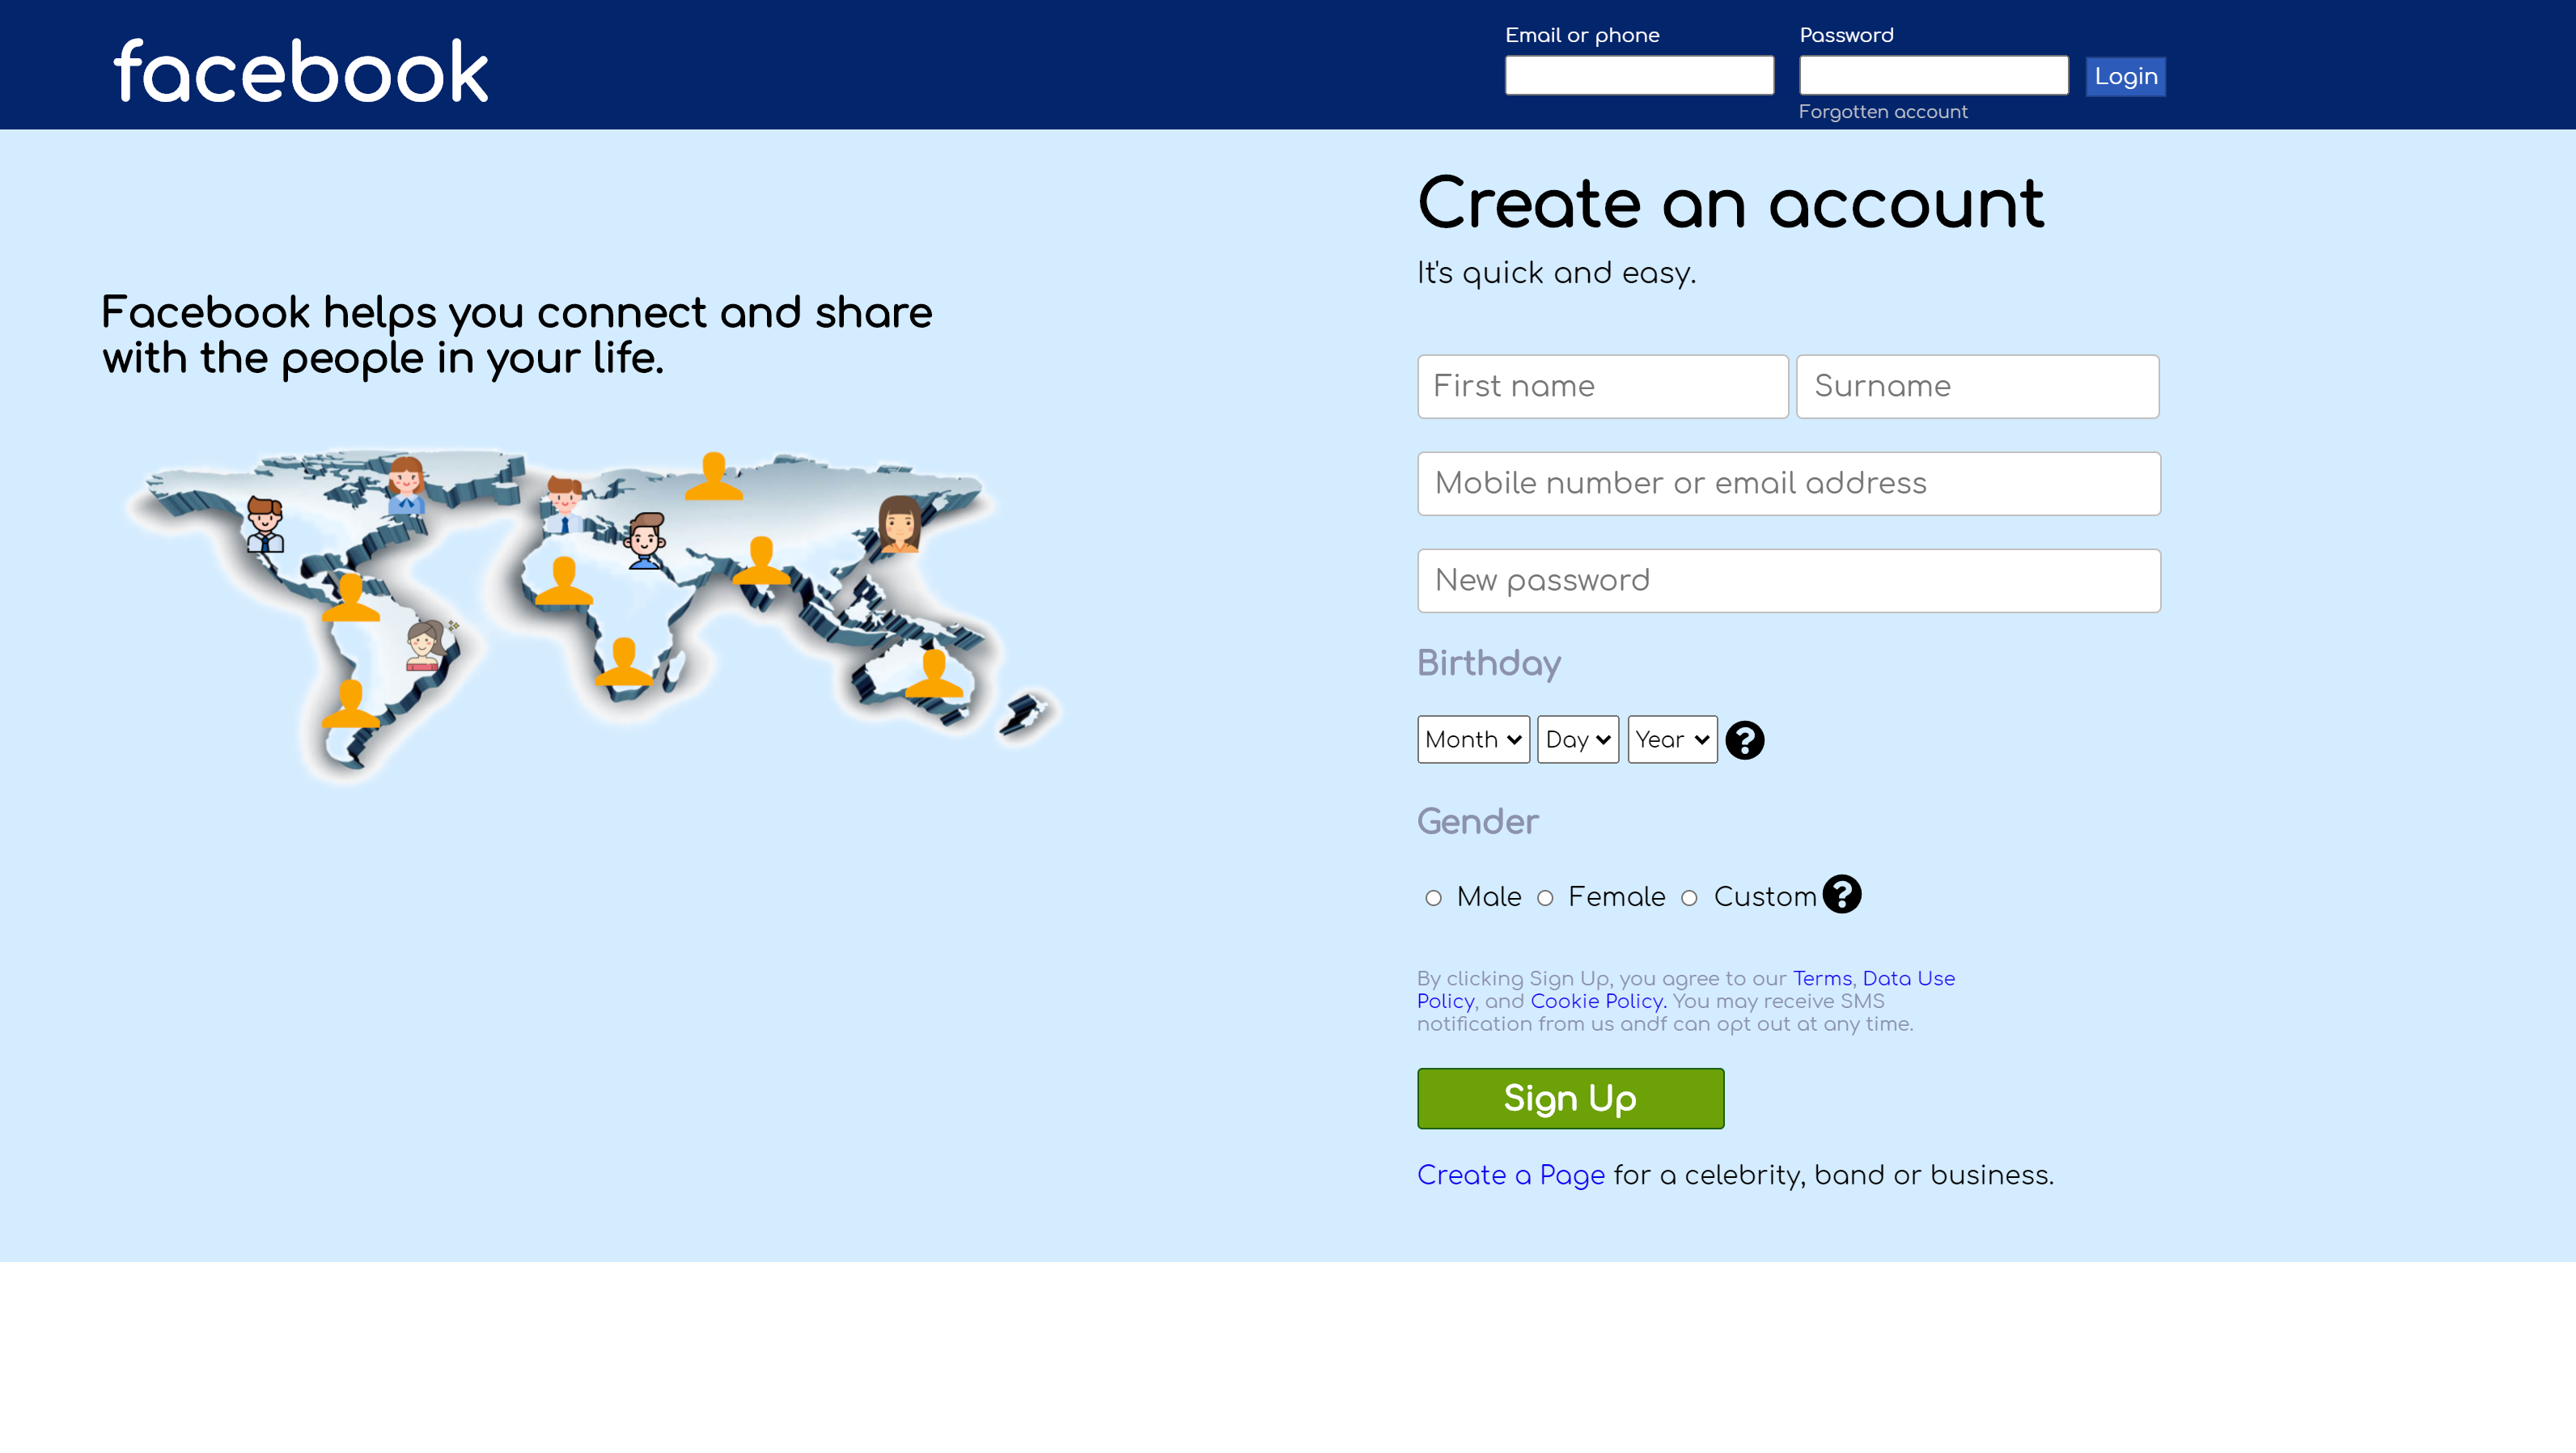 facebook
Email or phone
Password
Login
Forgotten account
Create an account
It's quick and easy.
Facebook helps you connect and share
with the people in your life.
First name
Surname
Mobile number or email address
New password
Birthday
Month
Day
Year
?
Gender
Male
Female
Custom
?
By clicking Sign Up, you agree to our Terms, Data Use
Policy, and Cookie Policy. You may receive SMS
notification from us andf can opt out at any time.
Sign Up
Create a Page for a celebrity, band or business.